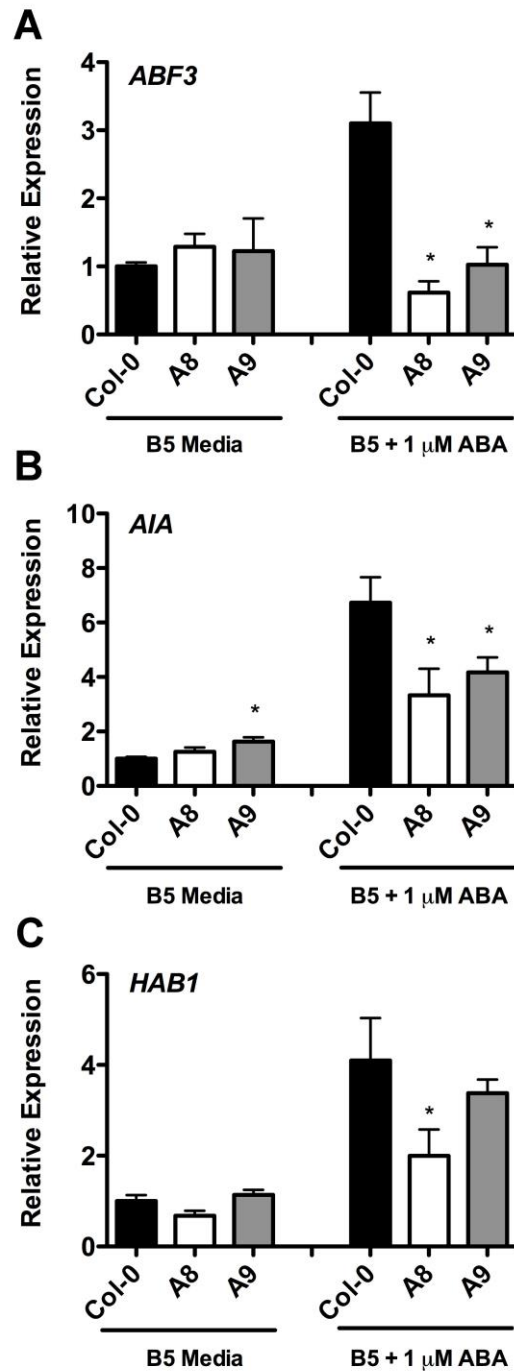 A
ABF3
Relative Expression
4
3
2
1
0
Col-0 A8 A9 Col-0 A8 A9
* *
B5 Media B5 + 1 μM ABA
B
AIA
Relative Expression
10
8
6
4
2
0
* * *
Col-0 A8 A9 Col-0 A8 A9
B5 Media B5 + 1 μM ABA
C
HAB1
Relative Expression
6
4
2
0
*
Col-0 A8 A9 Col-0 A8 A9
B5 Media B5 + 1 μM ABA